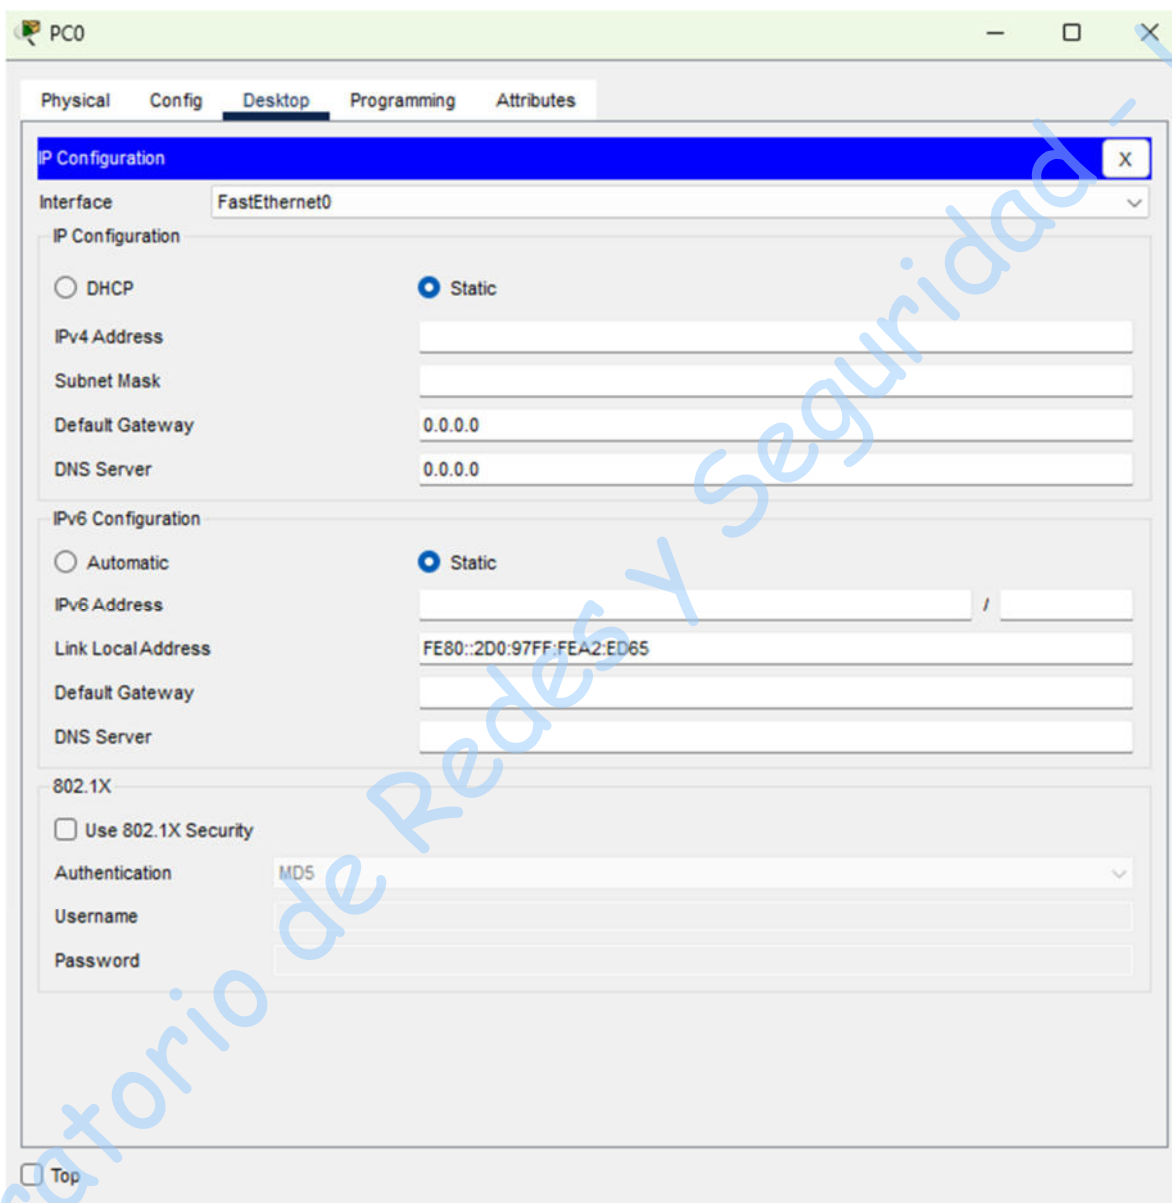 PC0
Physical Config Desktop Programming Attributes
IP Configuration X
Interface FastEthernet0
IP Configuration
DHCP Static
IPv4 Address
Subnet Mask
Default Gateway 0.0.0.0
DNS Server 0.0.0.0
IPv6 Configuration
Automatic Static
IPv6 Address /
Link Local Address FE80::2D0:97FF:FEA2:ED65
Default Gateway
DNS Server
802.1X
Use 802.1X Security
Authentication MD5
Username
Password
Top
ratorio de Redes y Seguridad -